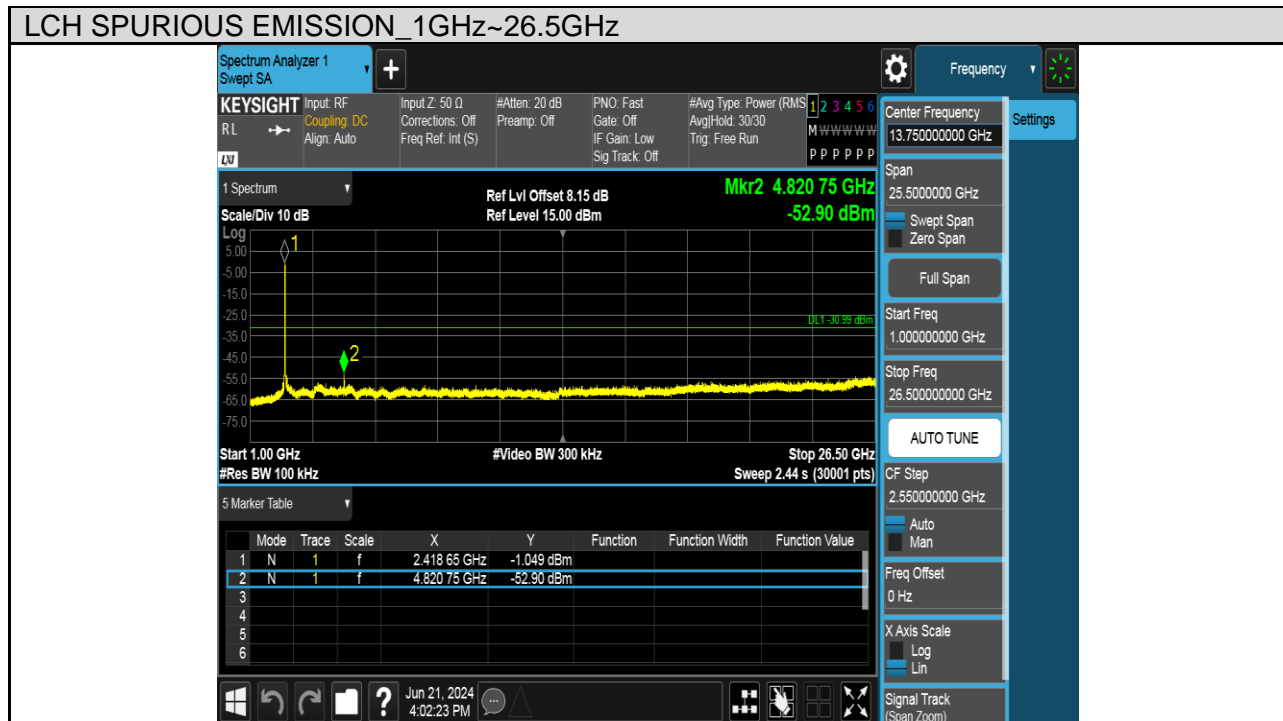 LCH SPURIOUS EMISSION_1GHz~26.5GHz
Spectrum Analyzer 1
Swept SA
+
Frequency
KEYSIGHT
RL
LXI
Input: RF
Coupling: DC
Align: Auto
Input Z: 50 Ω
Corrections: Off
Freq Ref: Int (S)
#Atten: 20 dB
Preamp: Off
PNO: Fast
Gate: Off
IF Gain: Low
Sig Track: Off
#Avg Type: Power (RMS
Avg|Hold: 30/30
Trig: Free Run
1 2 3 4 5 6
M W W W W W
P P P P P P
Center Frequency
13.750000000 GHz
Settings
1 Spectrum
Ref Lvl Offset 8.15 dB
Mkr2 4.820 75 GHz
Scale/Div 10 dB
Ref Level 15.00 dBm
-52.90 dBm
Log
5.00
-5.00
-15.0
-25.0
-35.0
-45.0
-55.0
-65.0
-75.0
1
2
DL1 -30.99 dBm
Start 1.00 GHz
#Video BW 300 kHz
Stop 26.50 GHz
#Res BW 100 kHz
Sweep 2.44 s (30001 pts)
Span
25.5000000 GHz
Swept Span
Zero Span
Full Span
Start Freq
1.000000000 GHz
Stop Freq
26.500000000 GHz
AUTO TUNE
CF Step
2.550000000 GHz
Auto
Man
Freq Offset
0 Hz
X Axis Scale
Log
Lin
Signal Track
(Span Zoom)
5 Marker Table
Mode Trace Scale X Y Function Function Width Function Value
1 N 1 f 2.418 65 GHz -1.049 dBm
2 N 1 f 4.820 75 GHz -52.90 dBm
3
4
5
6
?
Jun 21, 2024
4:02:23 PM